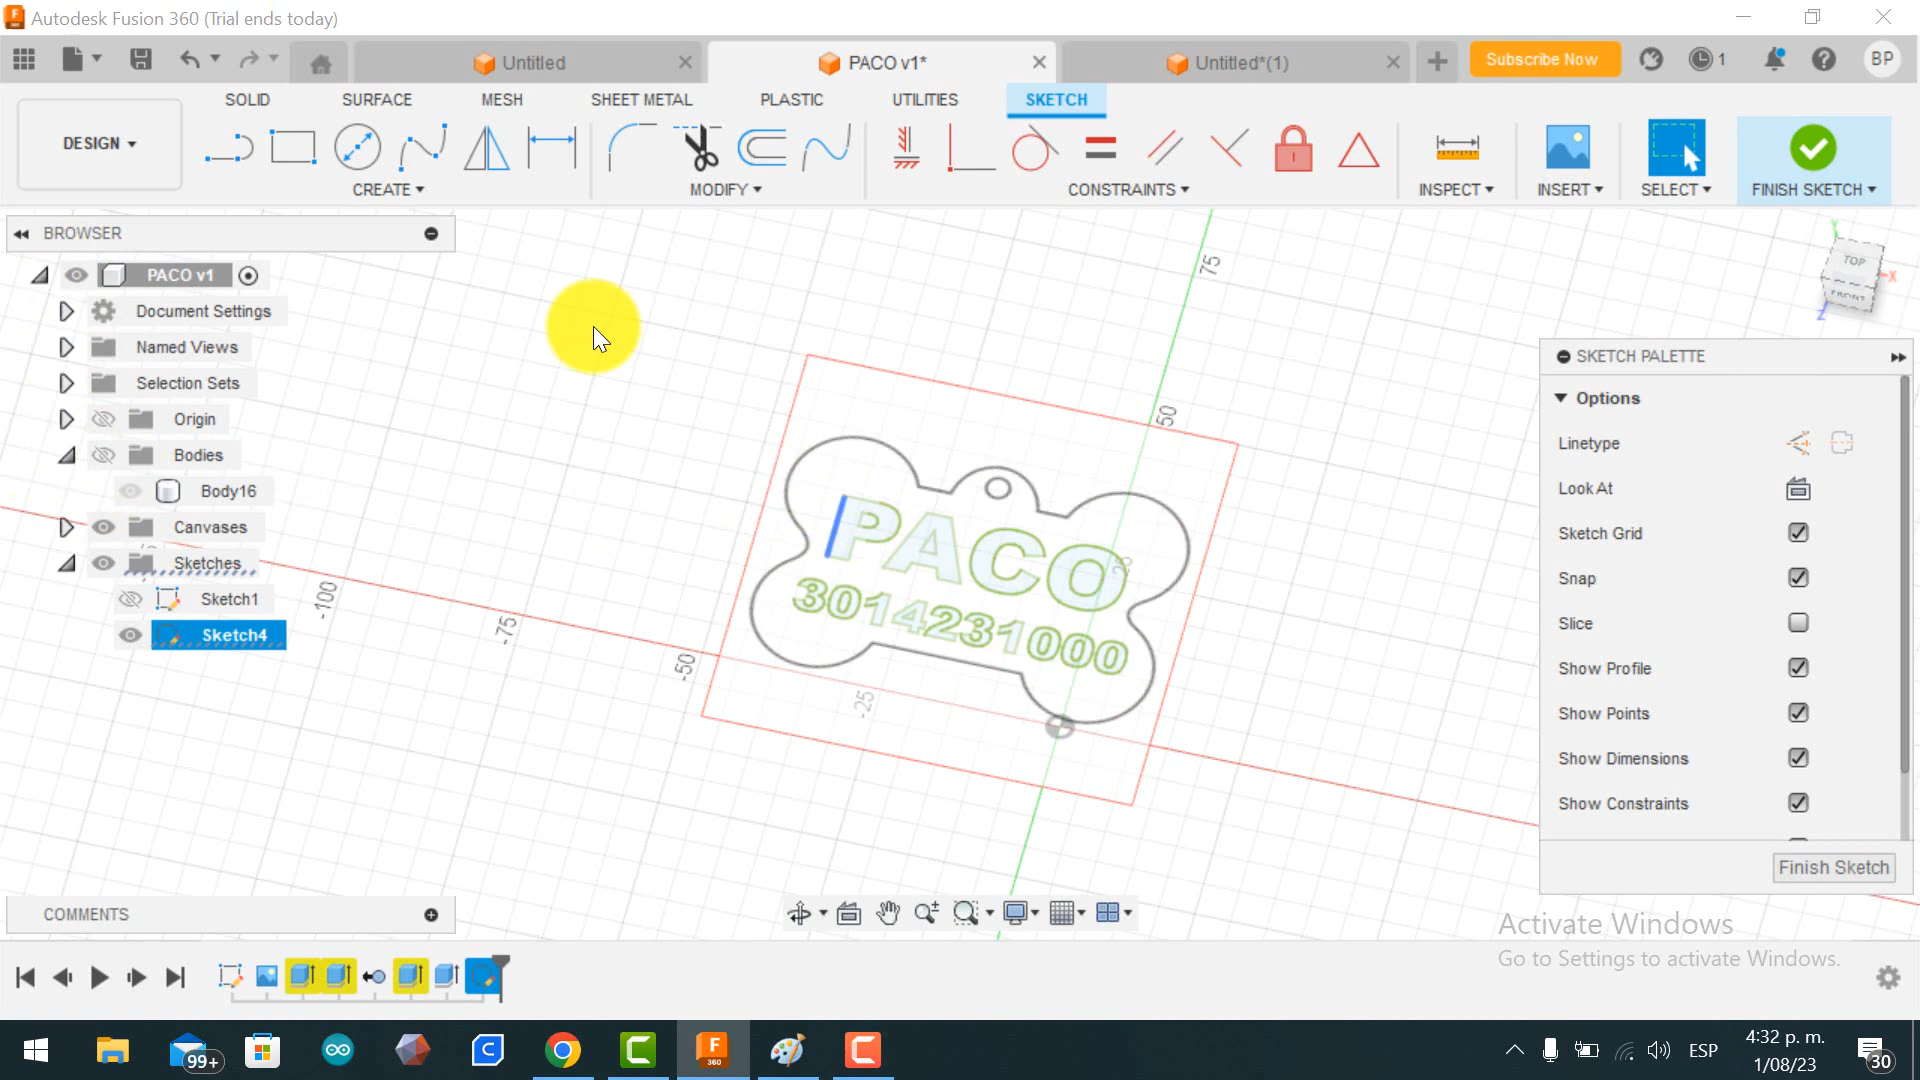 Autodesk Fusion 360 (Trial ends today)
Untitled
PACO v1*
Untitled*(1)
Subscribe Now
1
BP
SOLID
SURFACE
MESH
SHEET METAL
PLASTIC
UTILITIES
SKETCH
DESIGN
CREATE
MODIFY
CONSTRAINTS
INSPECT
INSERT
SELECT
FINISH SKETCH
BROWSER
PACO v1
Document Settings
Named Views
Selection Sets
Origin
Bodies
Body16
Canvases
Sketches
Sketch1
Sketch4
75
50
-100
-75
-50
-25
PACO
3014231000
TOP
FRONT
X
Y
Z
SKETCH PALETTE
Options
Linetype
Look At
Sketch Grid
Snap
Slice
Show Profile
Show Points
Show Dimensions
Show Constraints
Finish Sketch
COMMENTS
Activate Windows
Go to Settings to activate Windows.
99+
F
360
ESP
4:32 p. m.
1/08/23
30